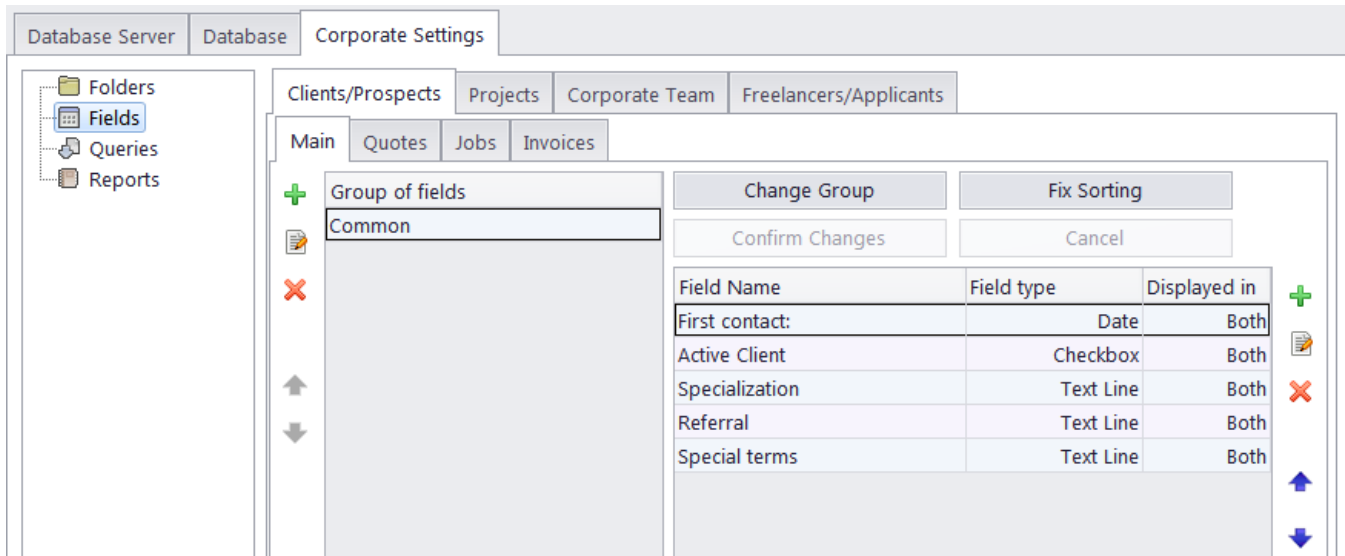 Database Server Database Corporate Settings
Folders
Fields
Queries
Reports
Clients/Prospects Projects Corporate Team Freelancers/Applicants
Main Quotes Jobs Invoices
Group of fields
Common
Change Group Fix Sorting
Confirm Changes Cancel
Field Name Field type Displayed in
First contact: Date Both
Active Client Checkbox Both
Specialization Text Line Both
Referral Text Line Both
Special terms Text Line Both